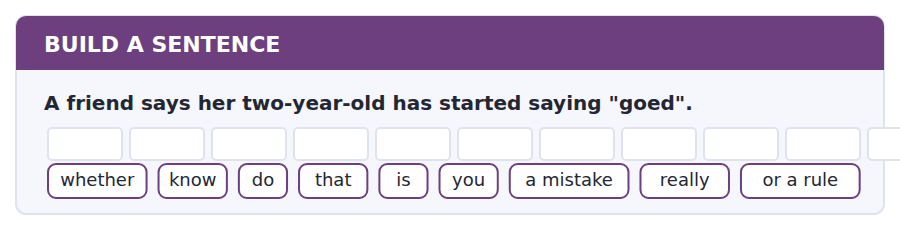 BUILD A SENTENCE
A friend says her two-year-old has started saying "goed".
whether know do that is you a mistake really or a rule